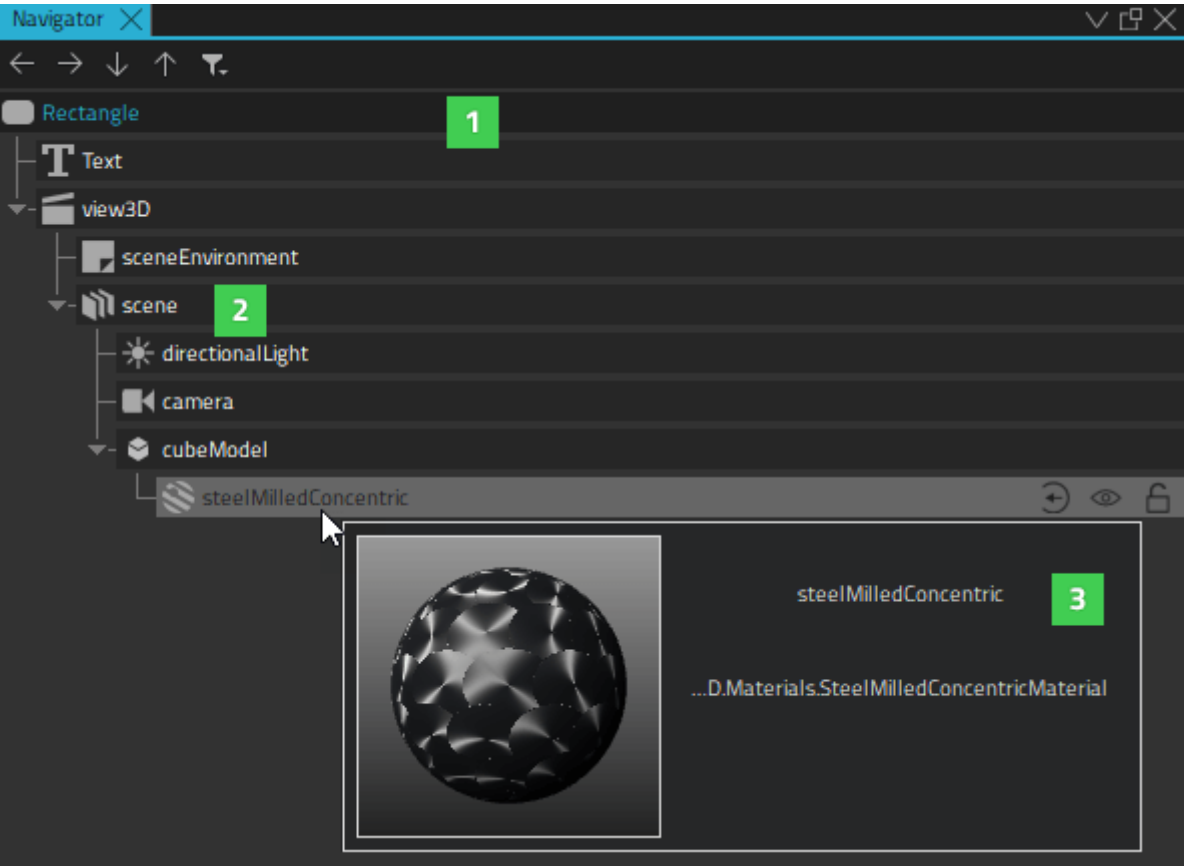 Navigator
Rectangle
1
Text
view3D
sceneEnvironment
scene
2
directionalLight
camera
cubeModel
steelMilledConcentric
steelMilledConcentric
3
...D.Materials.SteelMilledConcentricMaterial